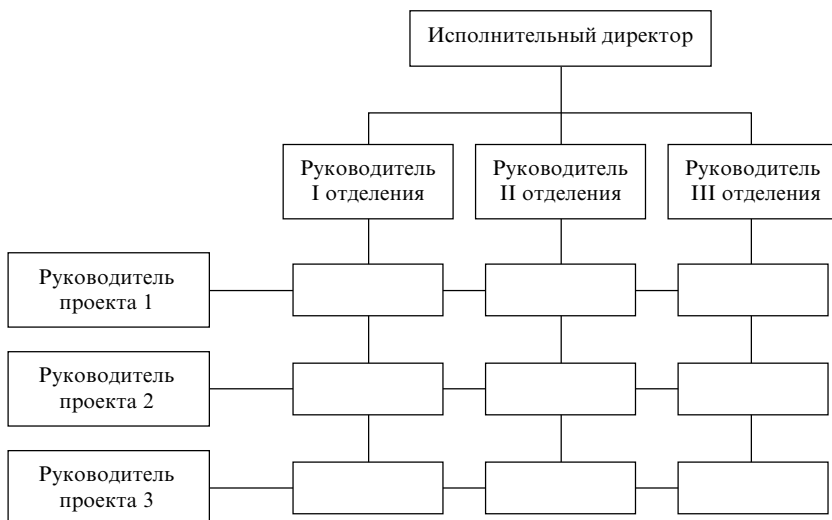 Исполнительный директор
Руководитель
I отделения
Руководитель
II отделения
Руководитель
III отделения
Руководитель
проекта 1
Руководитель
проекта 2
Руководитель
проекта 3